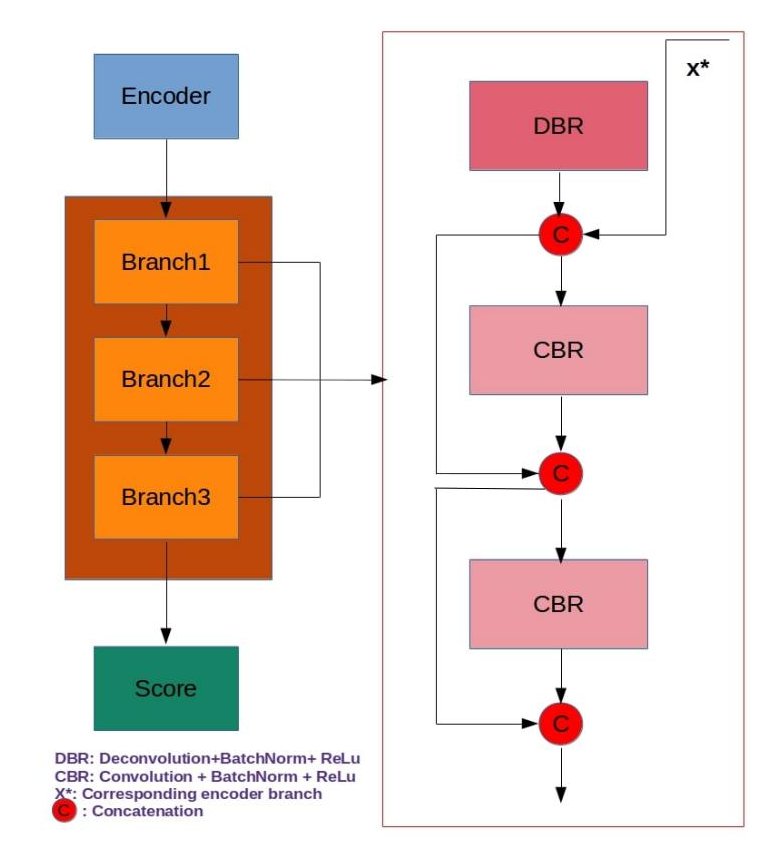 Encoder
Branch1
Branch2
Branch3
Score
x*
DBR
C
CBR
C
CBR
C
DBR: Deconvolution+BatchNorm+ ReLu
CBR: Convolution + BatchNorm + ReLu
X*: Corresponding encoder branch
C : Concatenation